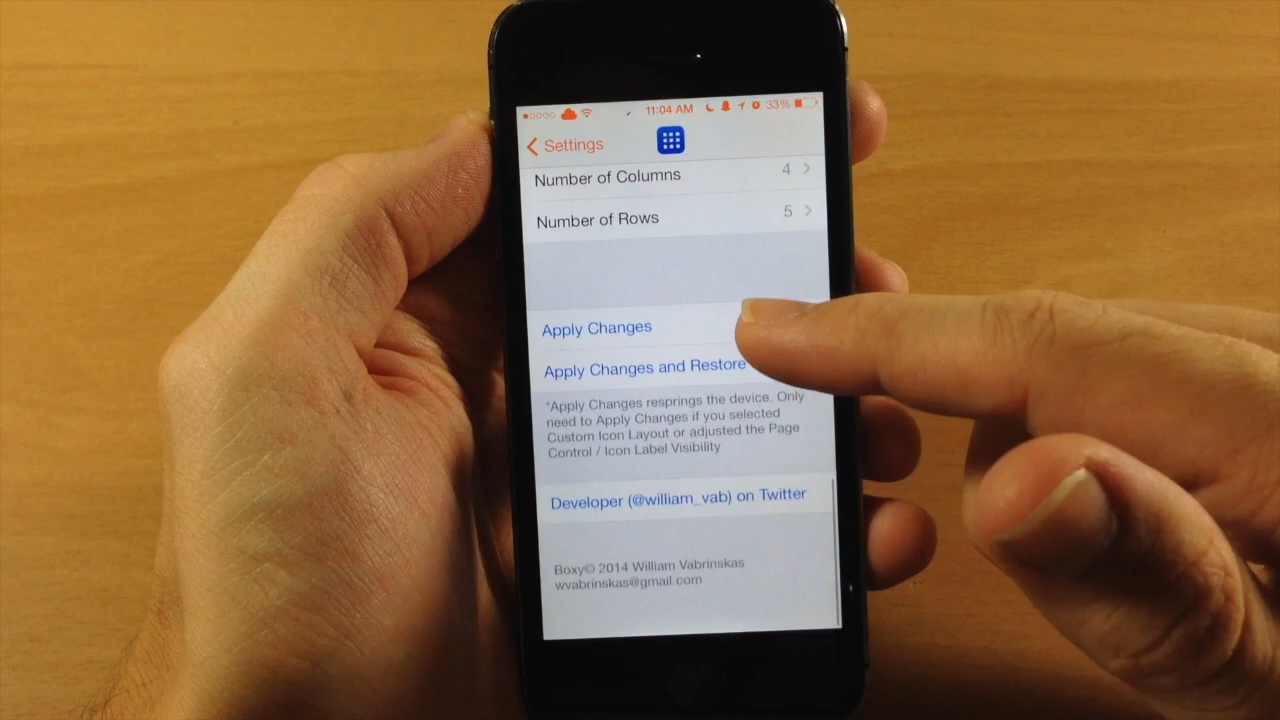 11:04 AM 33%
Settings
Number of Columns 4
Number of Rows 5
Apply Changes
Apply Changes and Restore
*Apply Changes resprings the device. Only
need to Apply Changes if you selected
Custom Icon Layout or adjusted the Page
Control / Icon Label Visibility
Developer (@william_vab) on Twitter
Boxy© 2014 William Vabrinskas
wvabrinskas@gmail.com